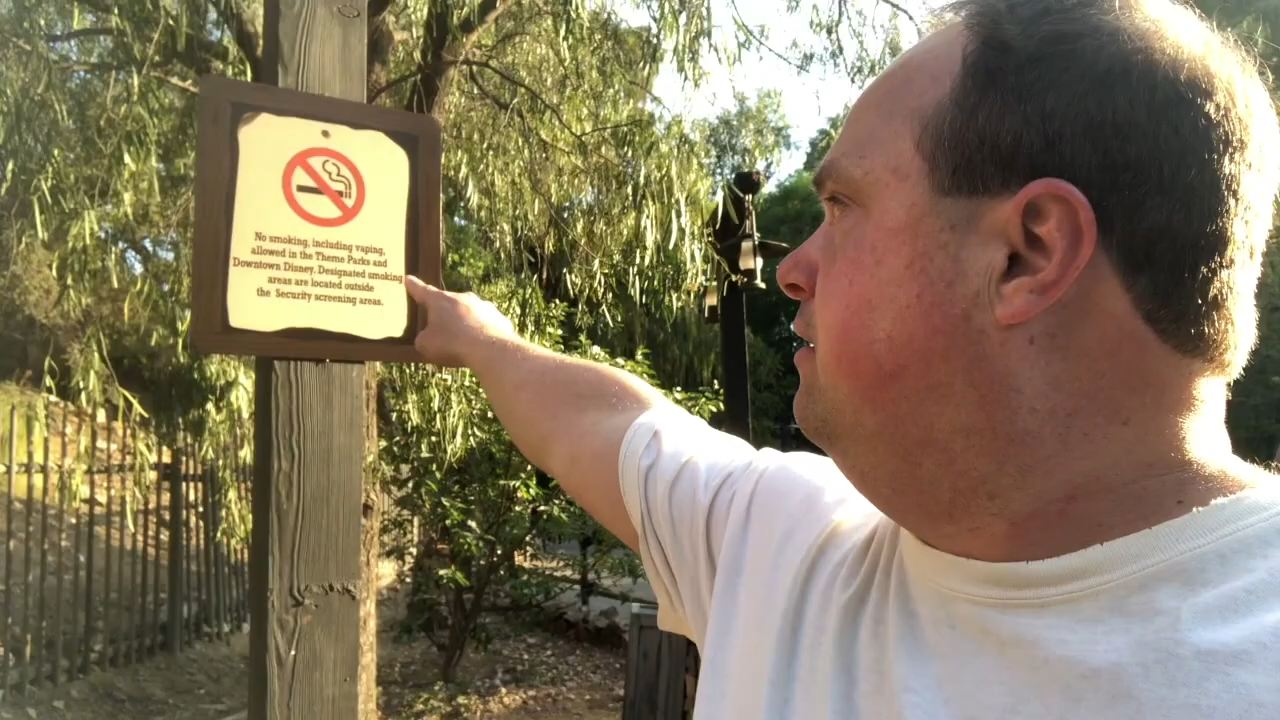 No smoking, including vaping,
allowed in the Theme Parks and
Downtown Disney. Designated smoking
areas are located outside
the Security screening areas.